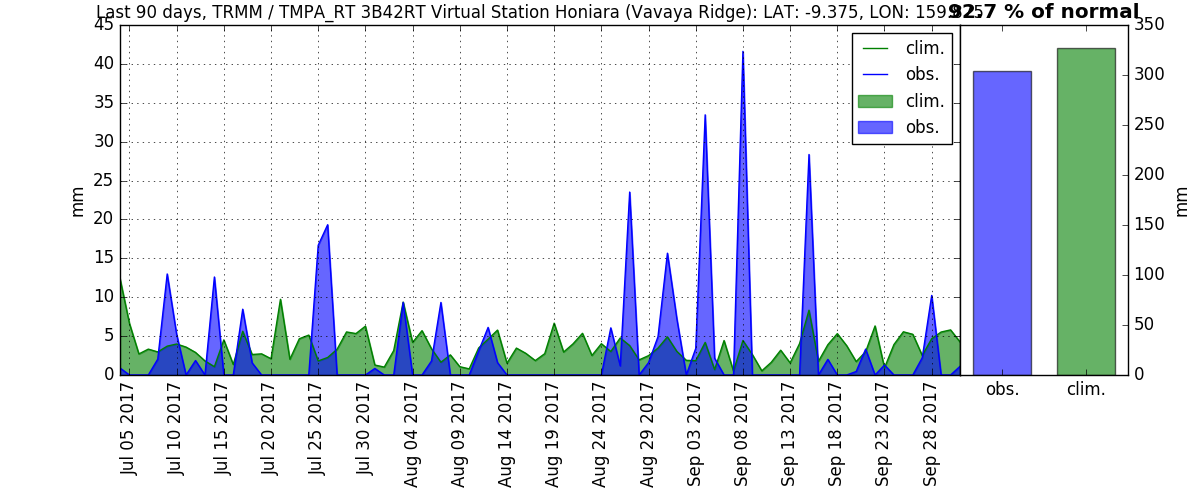 Last 90 days, TRMM / TMPA_RT 3B42RT Virtual Station Honiara (Vavaya Ridge): LAT: -9.375, LON:
92.7 % of normal
45
40
35
30
25
20
15
10
5
0
mm
clim.
obs.
clim.
obs.
350
300
250
200
150
100
50
0
mm
obs.
clim.
Jul 05 2017
Jul 10 2017
Jul 15 2017
Jul 20 2017
Jul 25 2017
Jul 30 2017
Aug 04 2017
Aug 09 2017
Aug 14 2017
Aug 19 2017
Aug 24 2017
Aug 29 2017
Sep 03 2017
Sep 08 2017
Sep 13 2017
Sep 18 2017
Sep 23 2017
Sep 28 2017